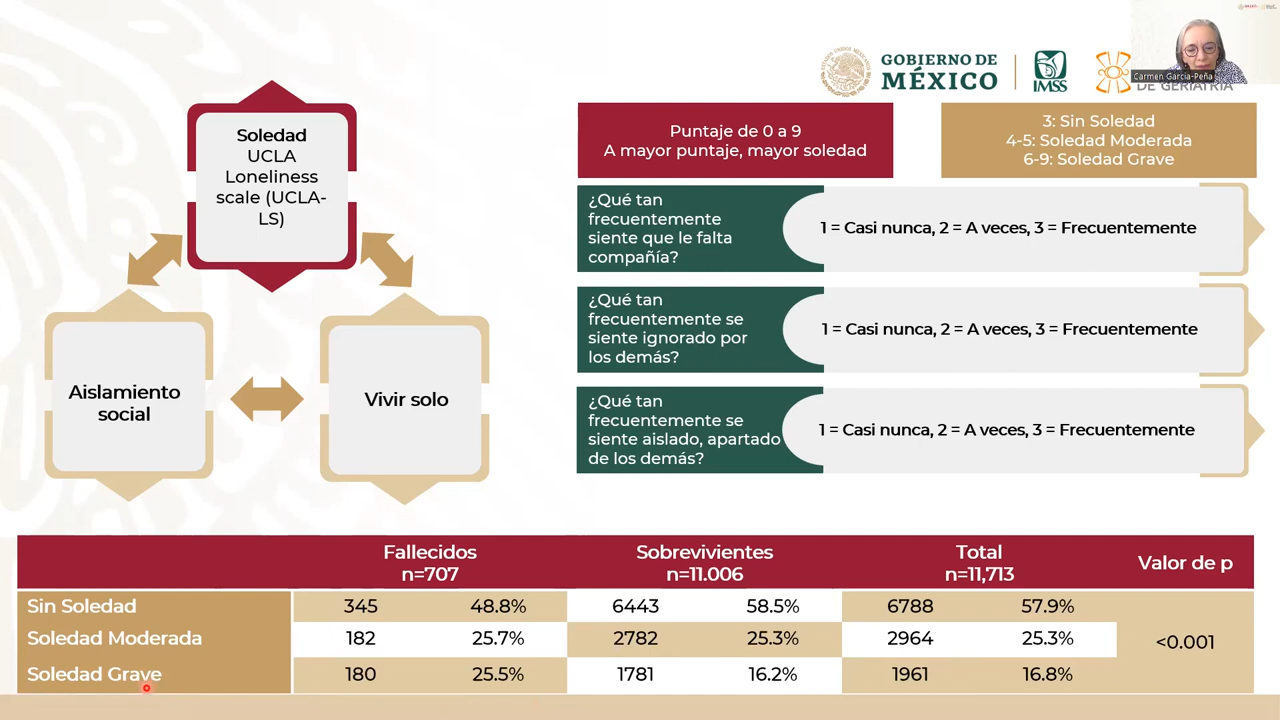 GOBIERNO DE
MÉXICO
IMSS
DE GERIATRÍA
Carmen García-Peña
Soledad
UCLA
Loneliness
scale (UCLA-
LS)
Aislamiento
social
Vivir solo
Puntaje de 0 a 9
A mayor puntaje, mayor soledad
3: Sin Soledad
4-5: Soledad Moderada
6-9: Soledad Grave
¿Qué tan
frecuentemente
siente que le falta
compañía?
1 = Casi nunca, 2 = A veces, 3 = Frecuentemente
¿Qué tan
frecuentemente se
siente ignorado por
los demás?
1 = Casi nunca, 2 = A veces, 3 = Frecuentemente
¿Qué tan
frecuentemente se
siente aislado, apartado
de los demás?
1 = Casi nunca, 2 = A veces, 3 = Frecuentemente
Fallecidos Sobrevivientes Total Valor de p
n=707 n=11.006 n=11,713
Sin Soledad 345 48.8% 6443 58.5% 6788 57.9%
Soledad Moderada 182 25.7% 2782 25.3% 2964 25.3% <0.001
Soledad Grave 180 25.5% 1781 16.2% 1961 16.8%